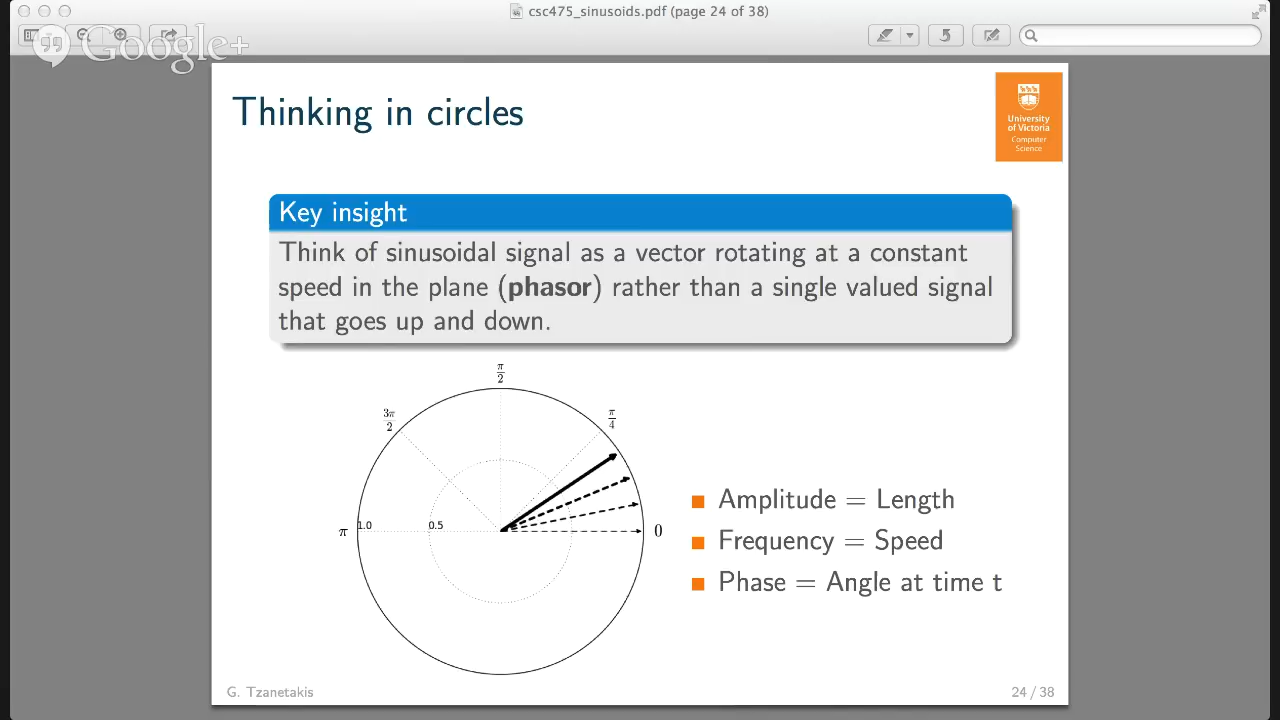 csc475_sinusoids.pdf (page 24 of 38)
Google+
Thinking in circles
University
of Victoria
Computer
Science
Key insight
Think of sinusoidal signal as a vector rotating at a constant
speed in the plane (phasor) rather than a single valued signal
that goes up and down.
π/2
3π/2
π/4
π
1.0
0.5
0
Amplitude = Length
Frequency = Speed
Phase = Angle at time t
G. Tzanetakis
24 / 38